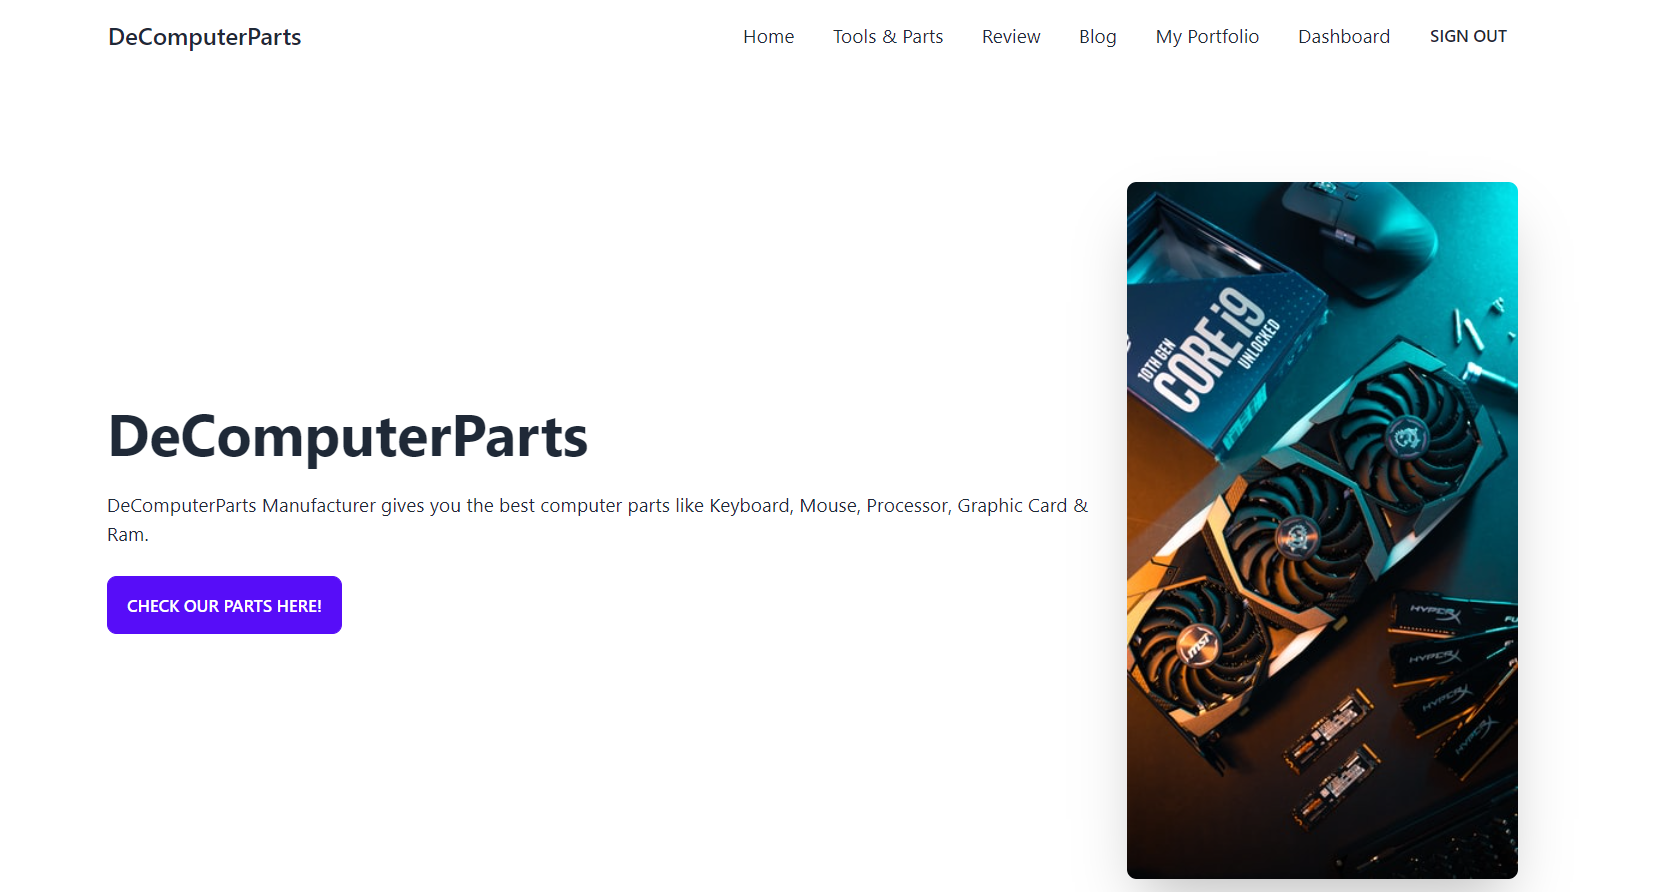 DeComputerParts
Home
Tools & Parts
Review
Blog
My Portfolio
Dashboard
SIGN OUT
DeComputerParts
DeComputerParts Manufacturer gives you the best computer parts like Keyboard, Mouse, Processor, Graphic Card &
Ram.
CHECK OUR PARTS HERE!
10TH GEN
CORE i9
UNLOCKED
msi
HYPERX
FU
HYPERX
HYPERX
HYPERX